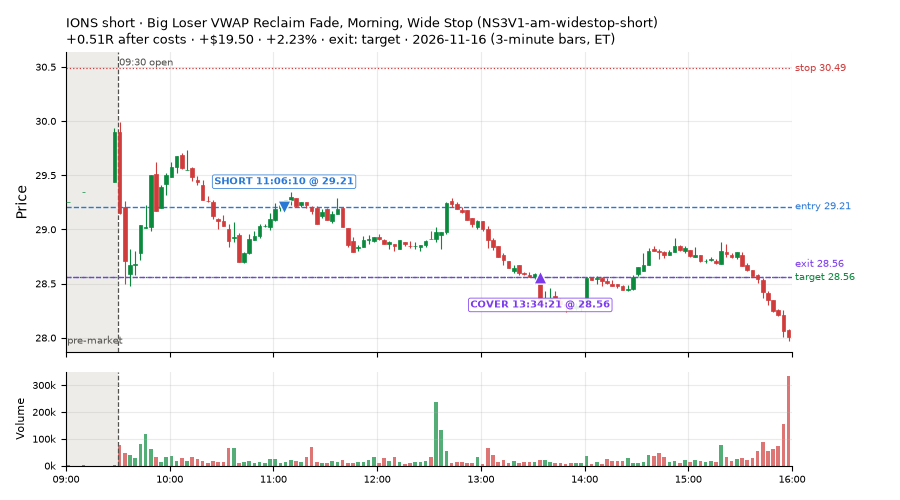 IONS short · Big Loser VWAP Reclaim Fade, Morning, Wide Stop (NS3V1-am-widestop-short)
+0.51R after costs · +$19.50 · +2.23% · exit: target · 2026-11-16 (3-minute bars, ET)
09:30 open
30.5
stop 30.49
30.0
29.5
SHORT 11:06:10 @ 29.21
entry 29.21
29.0
exit 28.56
target 28.56
28.5
COVER 13:34:21 @ 28.56
28.0
pre-market
Price
300k
200k
100k
0k
Volume
09:00
10:00
11:00
12:00
13:00
14:00
15:00
16:00